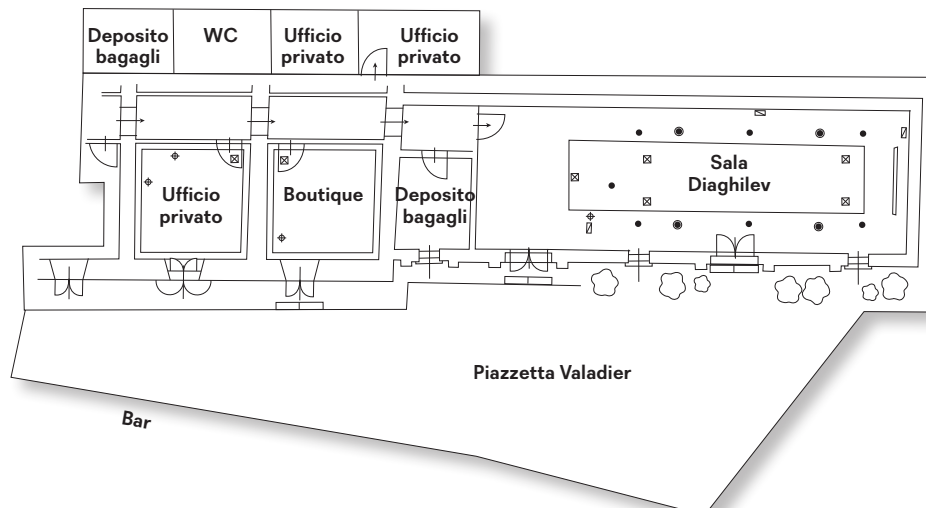 Deposito
bagagli
WC
Ufficio
privato
Ufficio
privato
Ufficio
privato
Boutique
Deposito
bagagli
Sala
Diaghilev
Piazzetta Valadier
Bar